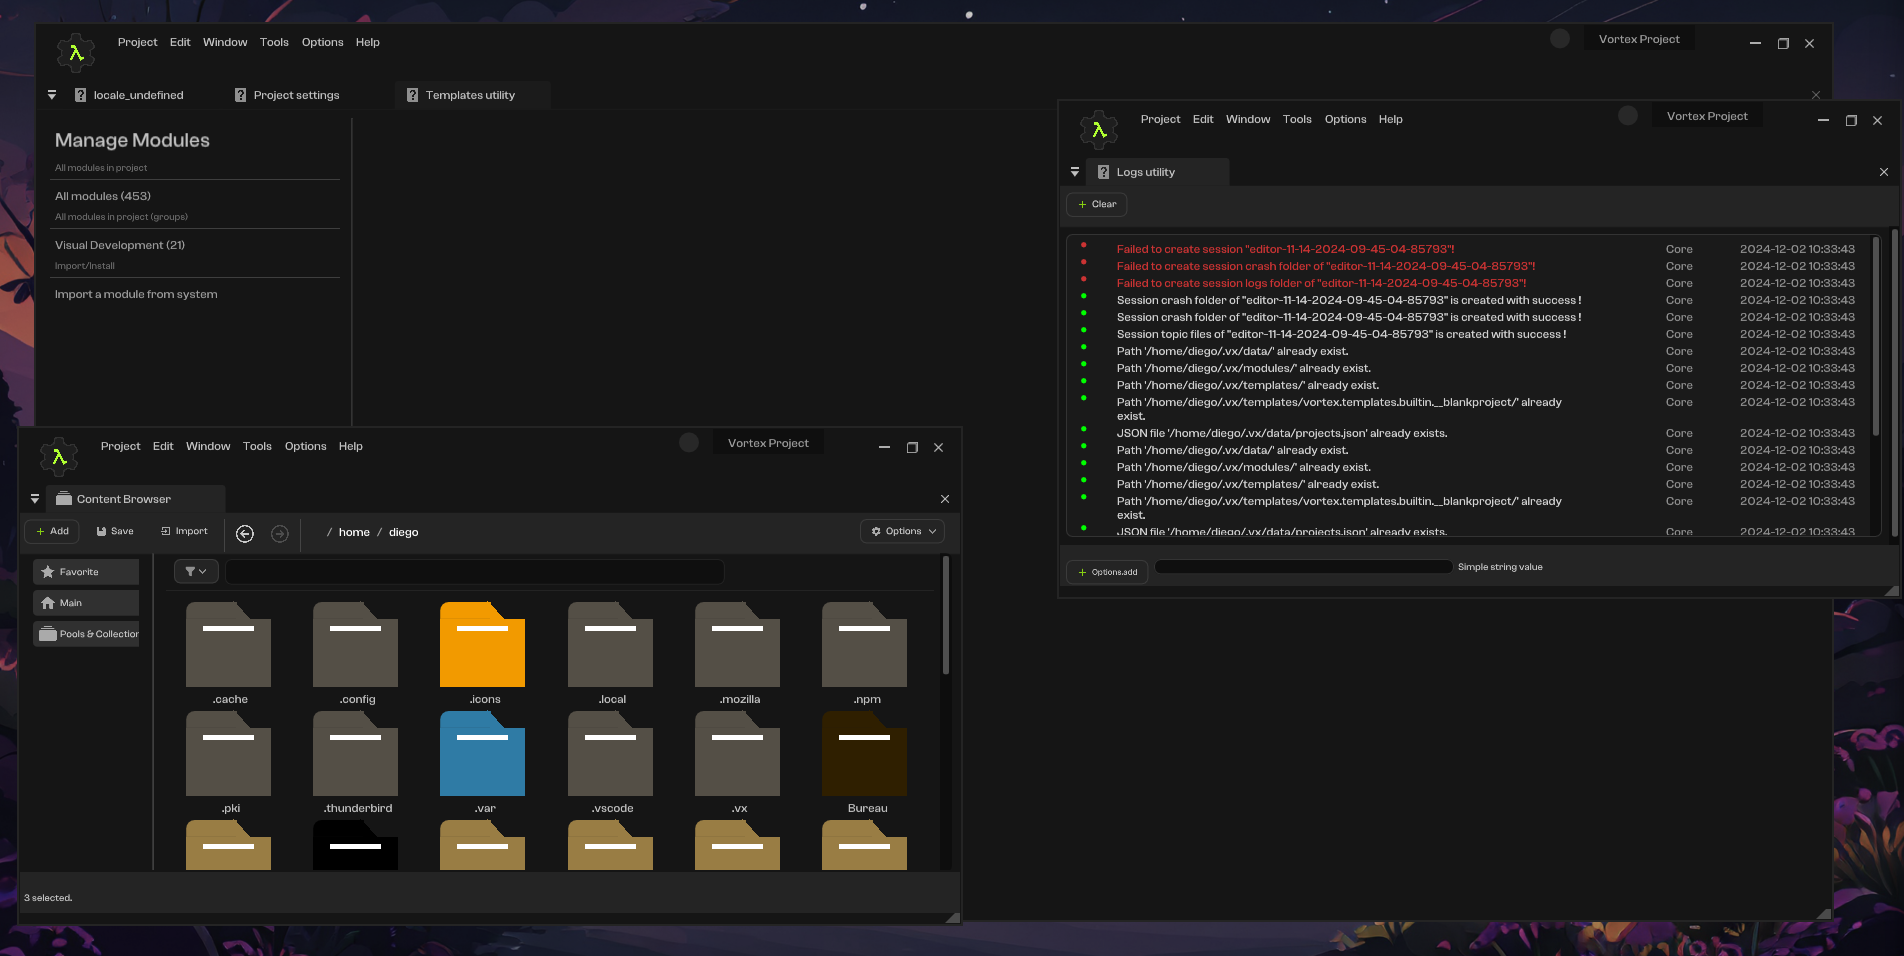 Project Edit Window Tools Options Help
Vortex Project
locale_undefined
Project settings
Templates utility
Manage Modules
All modules in project
All modules (453)
All modules in project (groups)
Visual Development (21)
Import/Install
Import a module from system
Project Edit Window Tools Options Help
Vortex Project
Logs utility
+ Clear
Failed to create session "editor-11-14-2024-09-45-04-85793"! Core 2024-12-02 10:33:43
Failed to create session crash folder of "editor-11-14-2024-09-45-04-85793"! Core 2024-12-02 10:33:43
Failed to create session logs folder of "editor-11-14-2024-09-45-04-85793"! Core 2024-12-02 10:33:43
Session crash folder of "editor-11-14-2024-09-45-04-85793" is created with success ! Core 2024-12-02 10:33:43
Session crash folder of "editor-11-14-2024-09-45-04-85793" is created with success ! Core 2024-12-02 10:33:43
Session topic files of "editor-11-14-2024-09-45-04-85793" is created with success ! Core 2024-12-02 10:33:43
Path '/home/diego/.vx/data/' already exist. Core 2024-12-02 10:33:43
Path '/home/diego/.vx/modules/' already exist. Core 2024-12-02 10:33:43
Path '/home/diego/.vx/templates/' already exist. Core 2024-12-02 10:33:43
Path '/home/diego/.vx/templates/vortex.templates.builtin.__blankproject/' already Core 2024-12-02 10:33:43
exist.
JSON file '/home/diego/.vx/data/projects.json' already exists. Core 2024-12-02 10:33:43
Path '/home/diego/.vx/data/' already exist. Core 2024-12-02 10:33:43
Path '/home/diego/.vx/modules/' already exist. Core 2024-12-02 10:33:43
Path '/home/diego/.vx/templates/' already exist. Core 2024-12-02 10:33:43
Path '/home/diego/.vx/templates/vortex.templates.builtin.__blankproject/' already Core 2024-12-02 10:33:43
exist.
JSON file '/home/diego/.vx/data/projects.json' already exists. Core 2024-12-02 10:33:43
+ Options.add
Simple string value
Project Edit Window Tools Options Help
Vortex Project
Content Browser
+ Add Save Import / home / diego Options
Favorite
Main
Pools & Collection
.cache .config .icons .local .mozilla .npm
.pki .thunderbird .var .vscode .vx Bureau
3 selected.